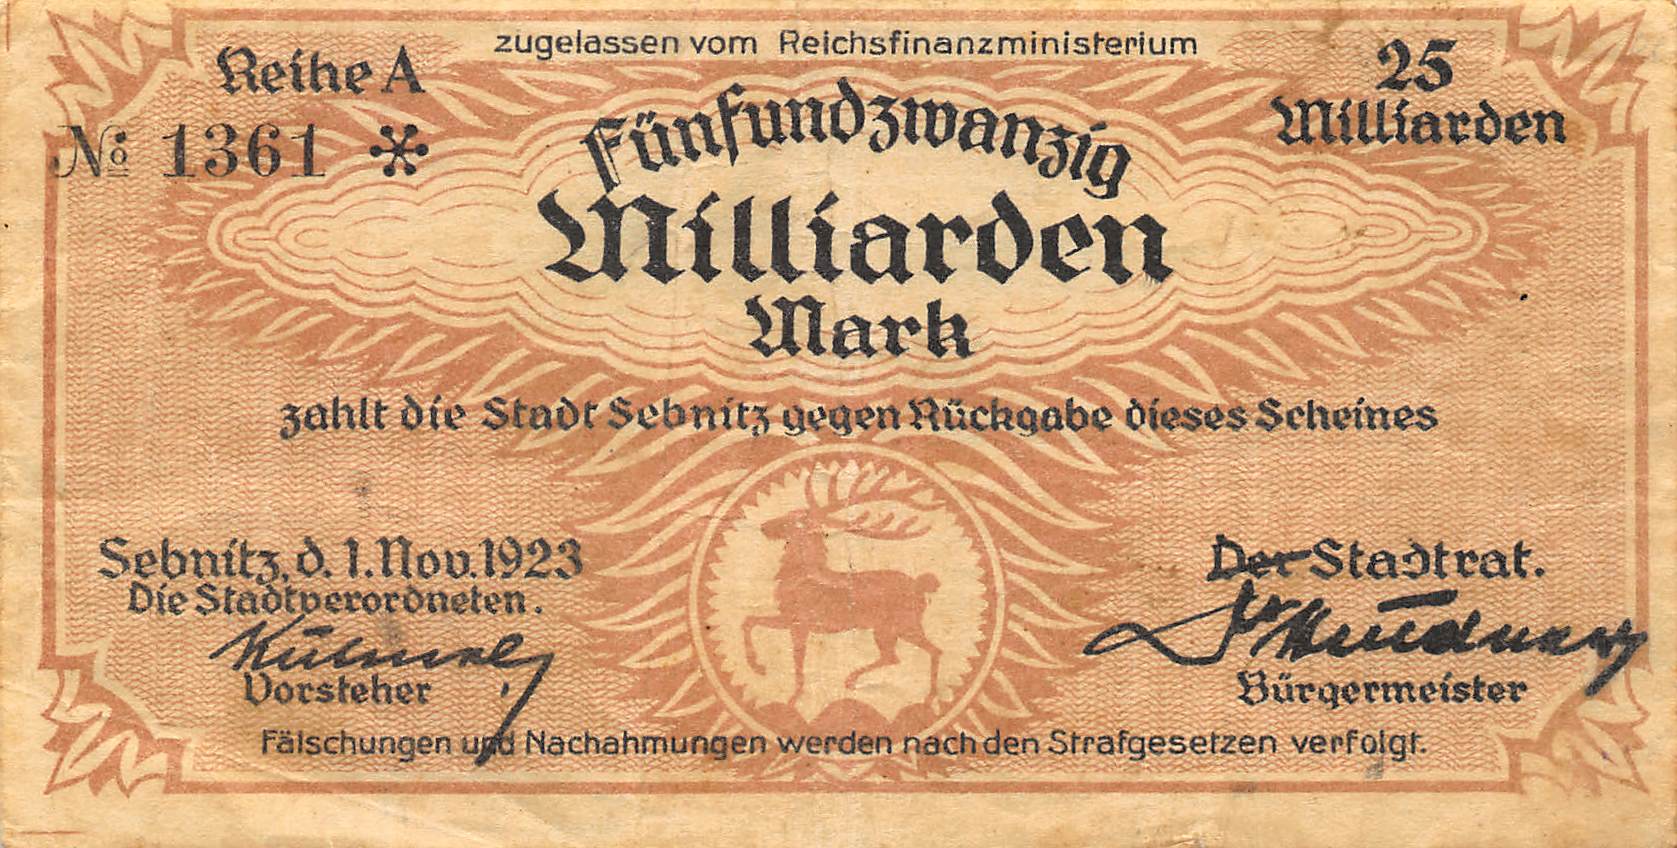 zugelassen vom Reichsfinanzministerium
Reihe A
25
Milliarden
№ 1361 *
Fünfundzwanzig
Milliarden
Mark
zahlt die Stadt Sebnitz gegen Rückgabe dieses Scheines
Sebnitz, d. 1. Nov. 1923
Die Stadtverordneten.
Vorsteher
Der Stadtrat.
Bürgermeister
Fälschungen und Nachahmungen werden nach den Strafgesetzen verfolgt.